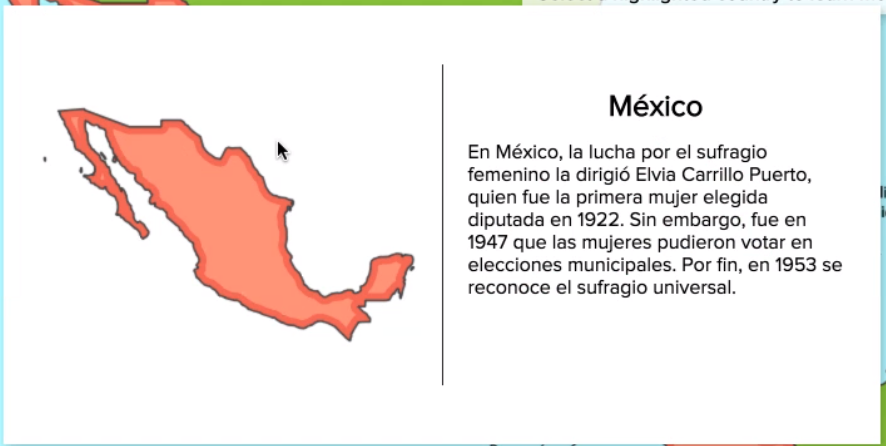 México
En México, la lucha por el sufragio
femenino la dirigió Elvia Carrillo Puerto,
quien fue la primera mujer elegida
diputada en 1922. Sin embargo, fue en
1947 que las mujeres pudieron votar en
elecciones municipales. Por fin, en 1953 se
reconoce el sufragio universal.